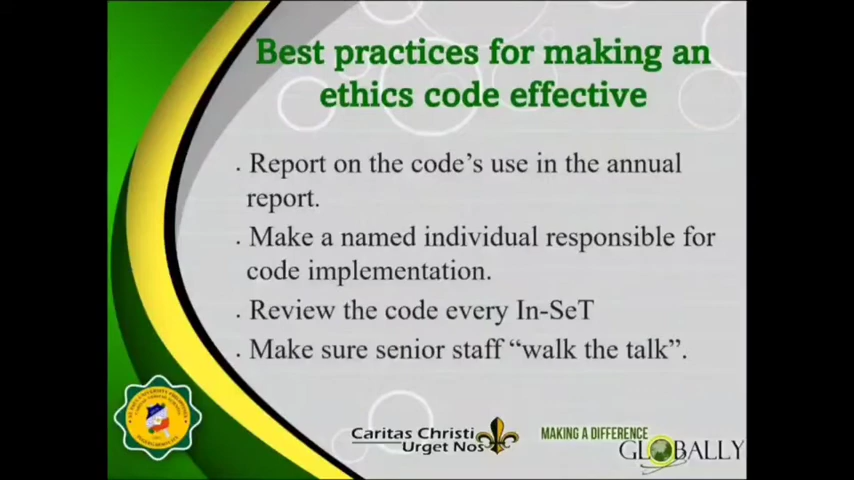 Best practices for making an
ethics code effective
. Report on the code's use in the annual
report.
. Make a named individual responsible for
code implementation.
. Review the code every In-SeT
. Make sure senior staff “walk the talk”.
Caritas Christi
Urget Nos
MAKING A DIFFERENCE
GLOBALLY